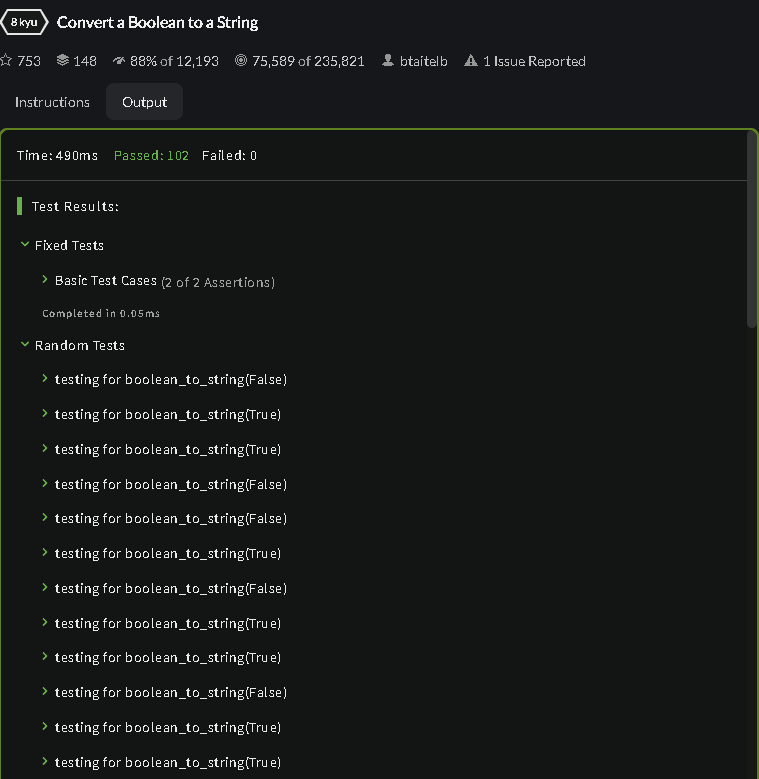 8 kyu Convert a Boolean to a String
753 148 88% of 12,193 75,589 of 235,821 btaitelb 1 Issue Reported
Instructions Output
Time: 490ms Passed: 102 Failed: 0
Test Results:
Fixed Tests
Basic Test Cases (2 of 2 Assertions)
Completed in 0.05ms
Random Tests
testing for boolean_to_string(False)
testing for boolean_to_string(True)
testing for boolean_to_string(True)
testing for boolean_to_string(False)
testing for boolean_to_string(False)
testing for boolean_to_string(True)
testing for boolean_to_string(False)
testing for boolean_to_string(True)
testing for boolean_to_string(True)
testing for boolean_to_string(False)
testing for boolean_to_string(True)
testing for boolean_to_string(True)